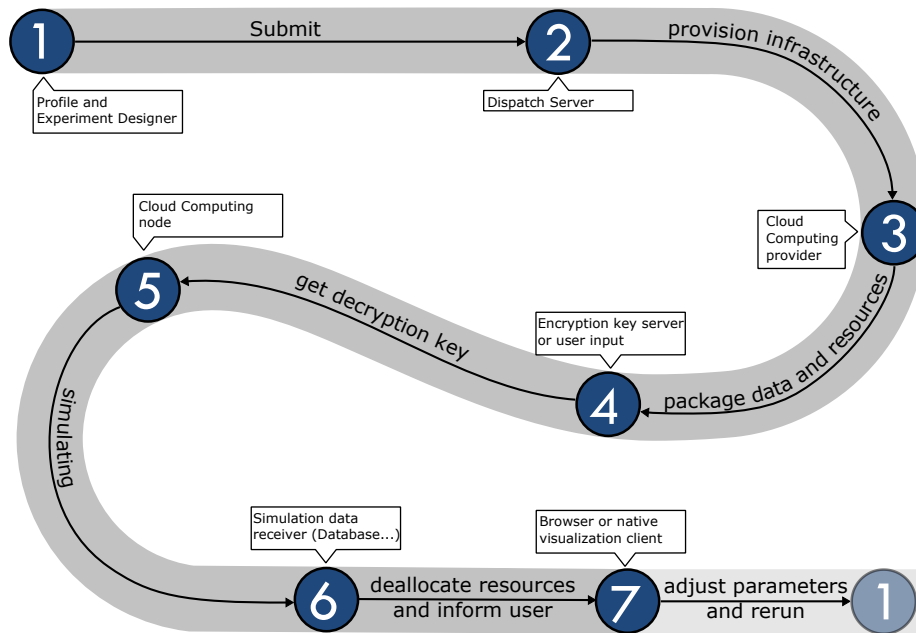 1
Submit
2
provision infrastructure
Profile and
Experiment Designer
Dispatch Server
3
Cloud
Computing
provider
package data and resources
4
Encryption key server
or user input
get decryption key
5
Cloud Computing
node
simulating
6
Simulation data
receiver (Database...)
deallocate resources
and inform user
7
Browser or native
visualization client
adjust parameters
and rerun
1